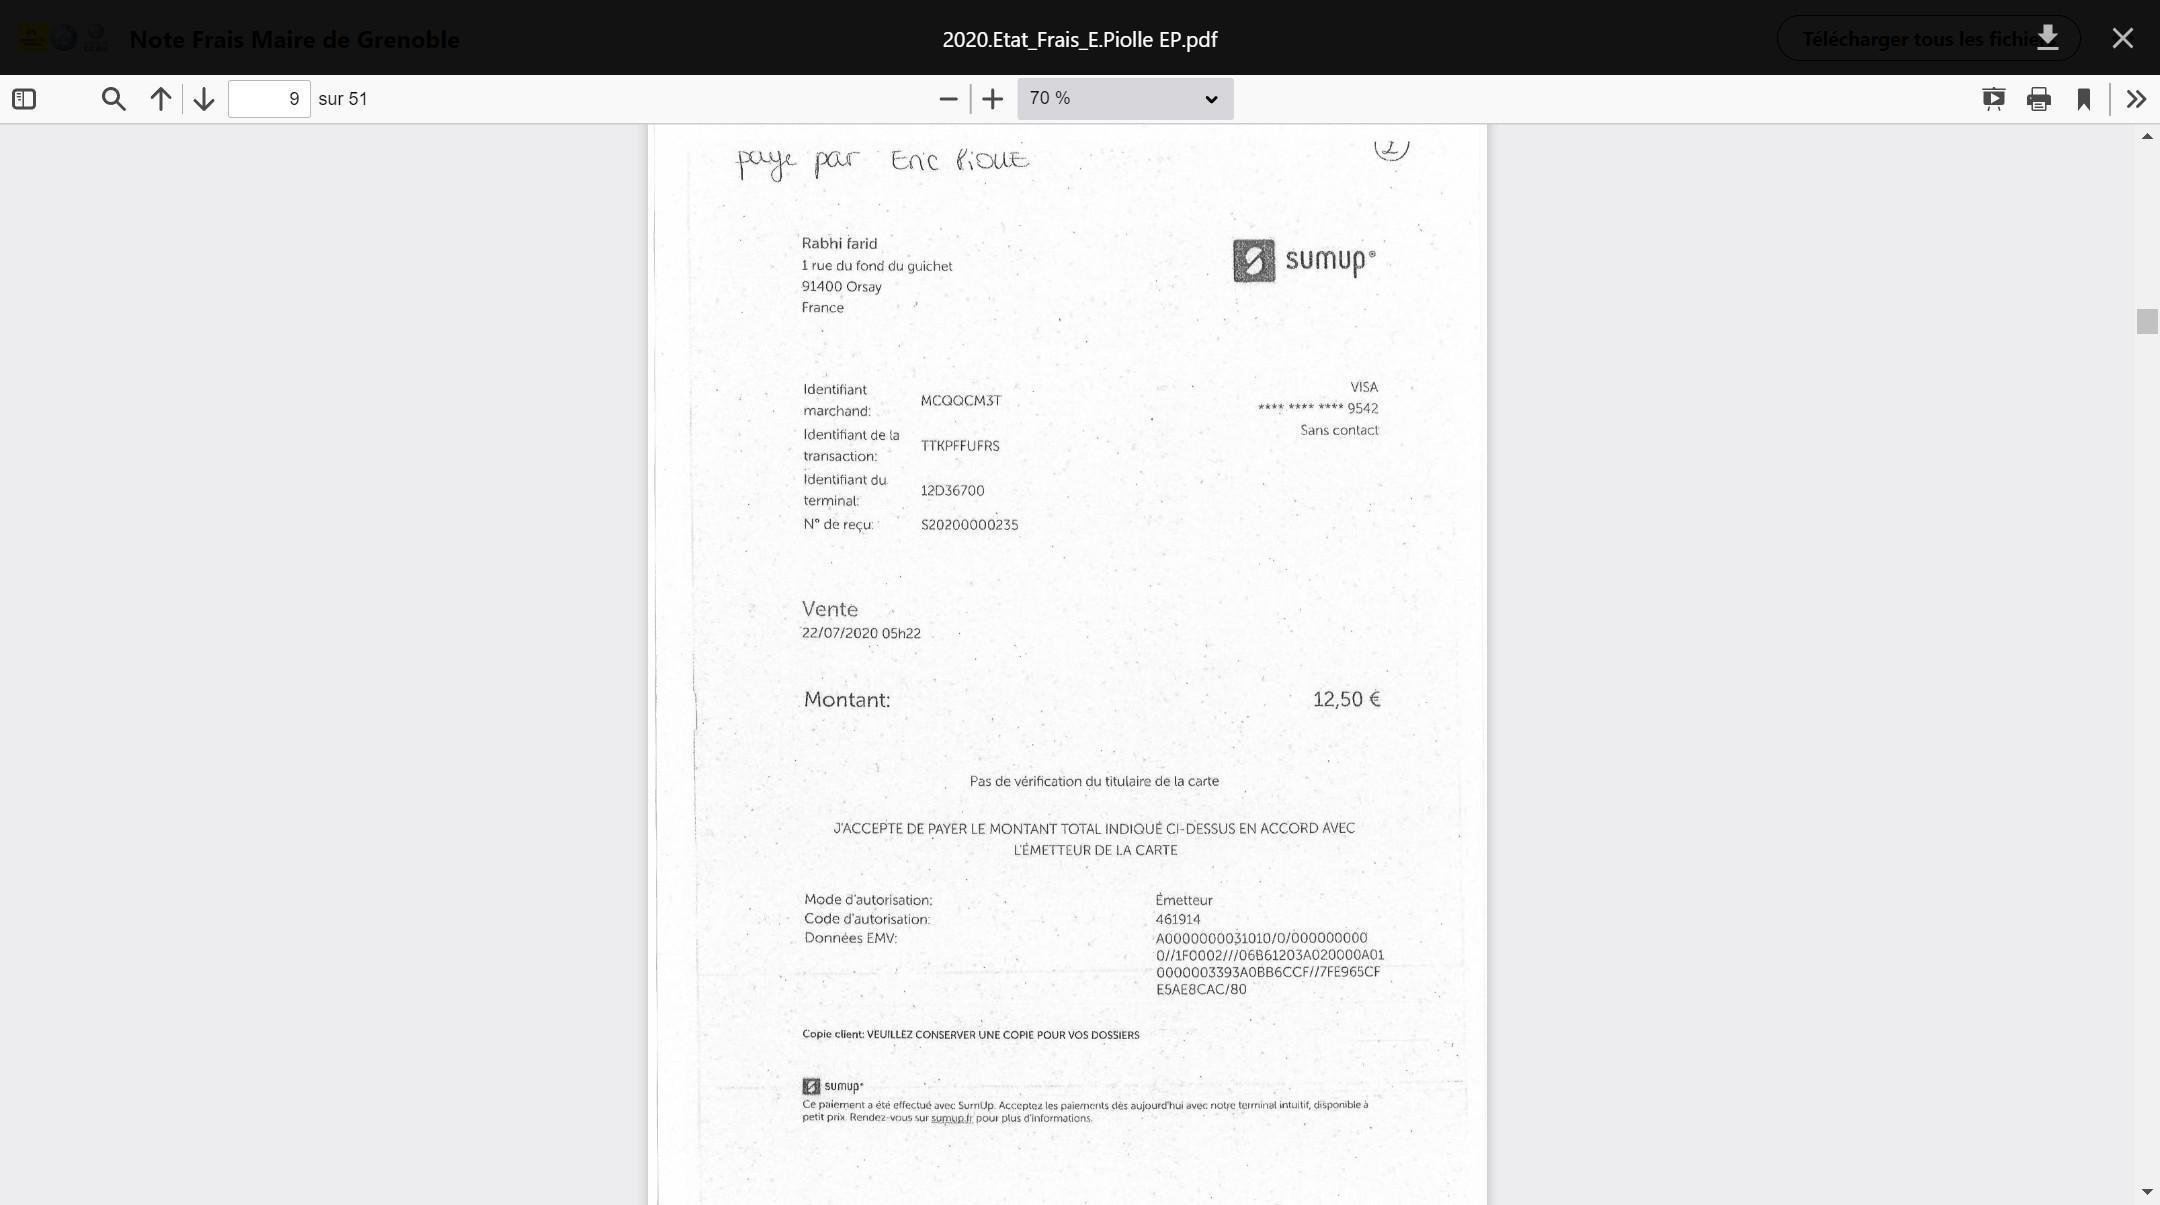 Note Frais Maire de Grenoble
2020.Etat_Frais_E.Piolle EP.pdf
Télécharger tous les fichie
9 sur 51
70 %
paye par Eric PiOllE
2
Rabhi farid
1 rue du fond du guichet
91400 Orsay
France
sumup®
Identifiant
marchand: MCQQCM3T
Identifiant de la
transaction: TTKPFFUFRS
Identifiant du
terminal: 12D36700
N° de reçu: S20200000235
VISA
**** **** **** 9542
Sans contact
Vente
22/07/2020 05h22
Montant: 12,50 €
Pas de vérification du titulaire de la carte
J'ACCEPTE DE PAYER LE MONTANT TOTAL INDIQUÉ CI-DESSUS EN ACCORD AVEC
L'ÉMETTEUR DE LA CARTE
Mode d'autorisation: Émetteur
Code d'autorisation: 461914
Données EMV: A0000000031010/0/000000000
0//1F0002///06B61203A020000A01
0000003393A0BB6CCF//7FE965CF
E5AE8CAC/80
Copie client: VEUILLEZ CONSERVER UNE COPIE POUR VOS DOSSIERS
sumup®
Ce paiement a été effectué avec SumUp. Acceptez les paiements dès aujourd'hui avec notre terminal intuitif, disponible à
petit prix. Rendez-vous sur sumup.fr pour plus d'informations.